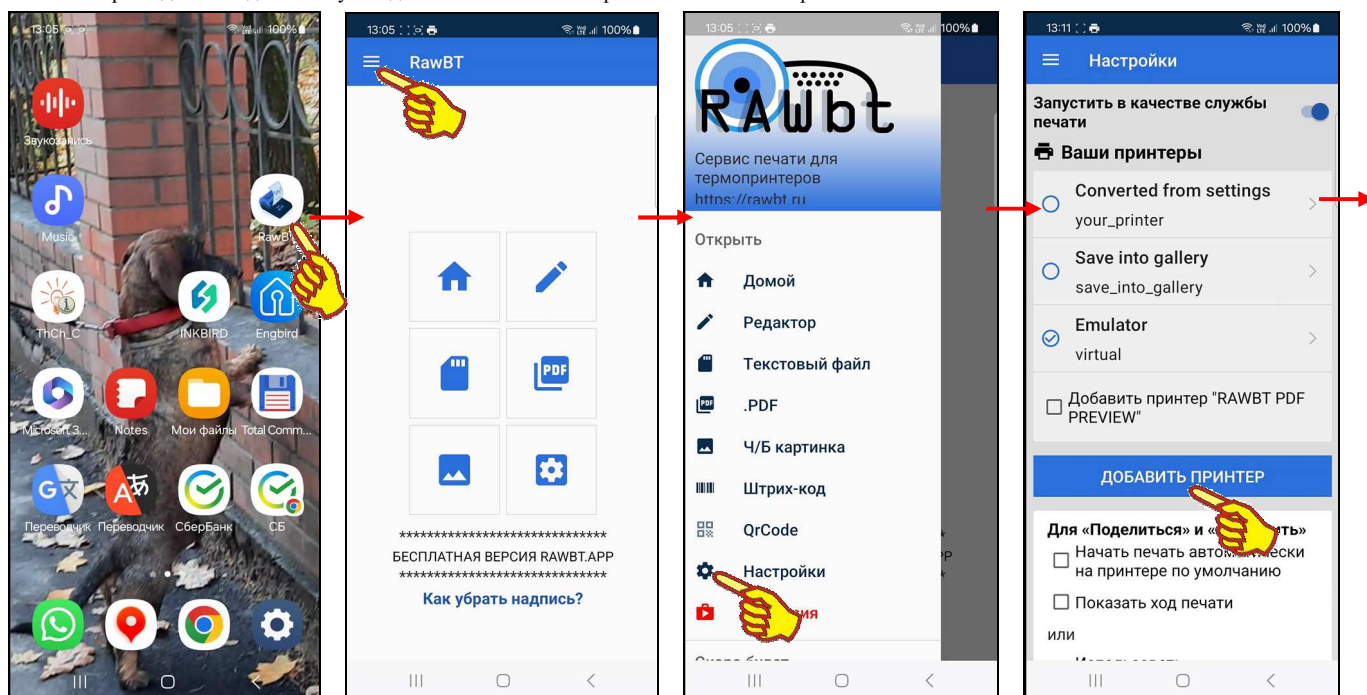 13:05 100%
Звукозапись
Music
RawBT
ThCh_C INKBIRD Engbird
Microsoft 3... Notes Мои файлы Total Comm...
Переводчик Переводчик СберБанк СБ
13:05 100%
RawBT
PDF
******************************
БЕСПЛАТНАЯ ВЕРСИЯ RAWBT.APP
******************************
Как убрать надпись?
13:05 100%
RAWbt
Сервис печати для
термопринтеров
https://rawbt.ru
Открыть
Домой
Редактор
Текстовый файл
.PDF
Ч/Б картинка
Штрих-код
QrCode
Настройки
13:11 100%
Настройки
Запустить в качестве службы
печати
Ваши принтеры
Converted from settings
your_printer
Save into gallery
save_into_gallery
Emulator
virtual
Добавить принтер "RAWBT PDF
PREVIEW"
ДОБАВИТЬ ПРИНТЕР
Для «Поделиться» и
Начать печать автоматически
на принтере по умолчанию
Показать ход печати
или